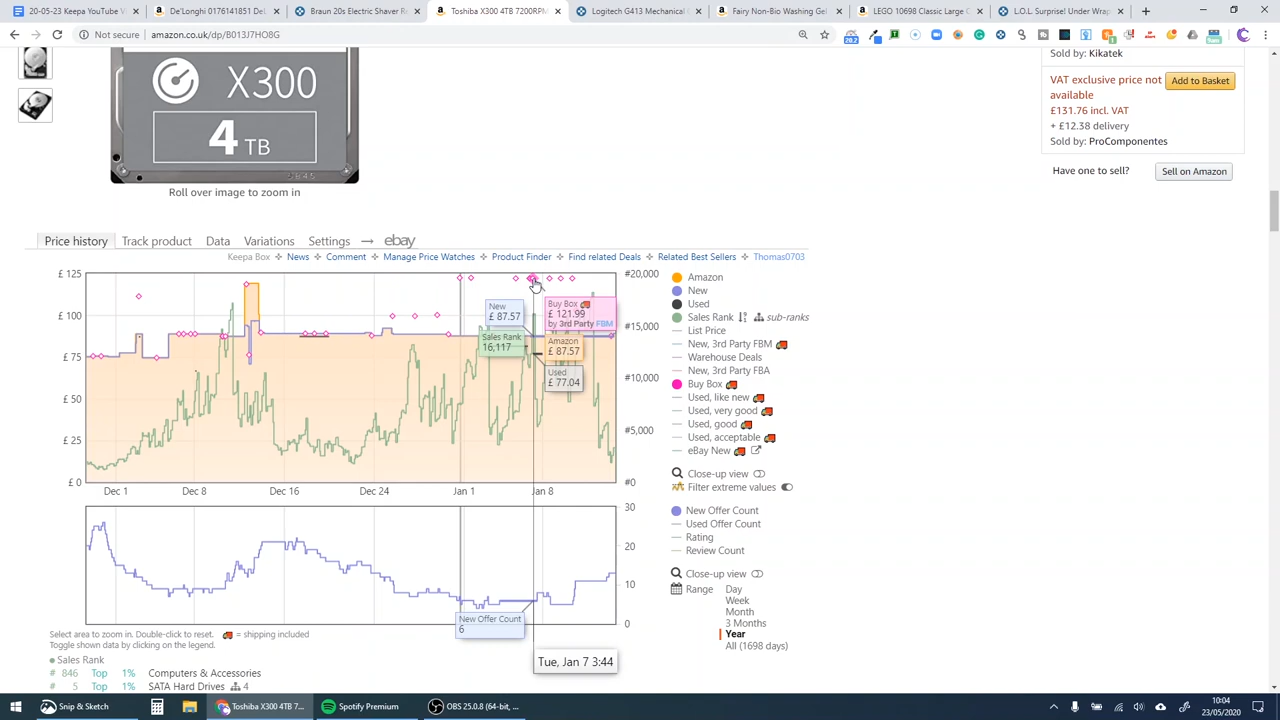 20-05-23 Keepa YouTube V
De'Longhi 0176141851 Del
Braun 20s Electric Shaver R
Toshiba X300 4TB 7200RPM
Logitech G413 Mechanical
Fairy Non-Bio Washing Gel
LEGO 10698 Classic Large C
L.O.L. Surprise! Under Wrap
Not secure | amazon.co.uk/dp/B013J7HO8G
Sold by: Kikatek
VAT exclusive price not
available
Add to Basket
£131.76 incl. VAT
+ £12.38 delivery
Sold by: ProComponentes
Have one to sell?
Sell on Amazon
X300
4 TB
Roll over image to zoom in
Price history
Track product
Data
Variations
Settings
ebay
Keepa Box
News
Comment
Manage Price Watches
Product Finder
Find related Deals
Related Best Sellers
Thomas0703
£ 125
£ 100
£ 75
£ 50
£ 25
£ 0
#20,000
#15,000
#10,000
#5,000
#0
New
£ 87.57
Buy Box
£ 121.99
by 3rd Party FBM
Sales Rank
16,117
Amazon
£ 87.57
Used
£ 77.04
Dec 1
Dec 8
Dec 16
Dec 24
Jan 1
Jan 8
Amazon
New
Used
Sales Rank sub-ranks
List Price
New, 3rd Party FBM
Warehouse Deals
New, 3rd Party FBA
Buy Box
Used, like new
Used, very good
Used, good
Used, acceptable
eBay New
Close-up view
Filter extreme values
30
20
10
0
New Offer Count
6
New Offer Count
Used Offer Count
Rating
Review Count
Close-up view
Range
Day
Week
Month
3 Months
Year
All (1698 days)
Select area to zoom in. Double-click to reset. = shipping included
Toggle shown data by clicking on the legend.
Tue, Jan 7 3:44
Sales Rank
# 846 Top 1% Computers & Accessories
# 5 Top 1% SATA Hard Drives 4
Snip & Sketch
Toshiba X300 4TB 7...
Spotify Premium
OBS 25.0.8 (64-bit, ...
10:04
23/05/2020